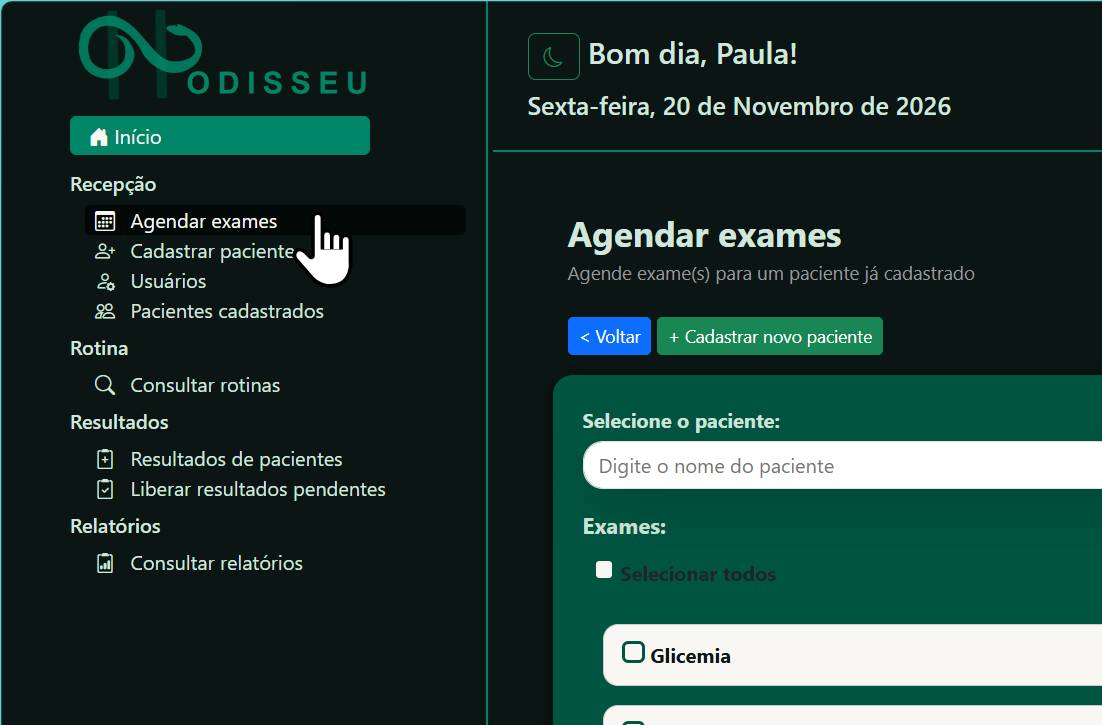 ODISSEU
Início
Recepção
Agendar exames
Cadastrar paciente
Usuários
Pacientes cadastrados
Rotina
Consultar rotinas
Resultados
Resultados de pacientes
Liberar resultados pendentes
Relatórios
Consultar relatórios
Bom dia, Paula!
Sexta-feira, 20 de Novembro de 2026
Agendar exames
Agende exame(s) para um paciente já cadastrado
< Voltar
+ Cadastrar novo paciente
Selecione o paciente:
Digite o nome do paciente
Exames:
Selecionar todos
Glicemia